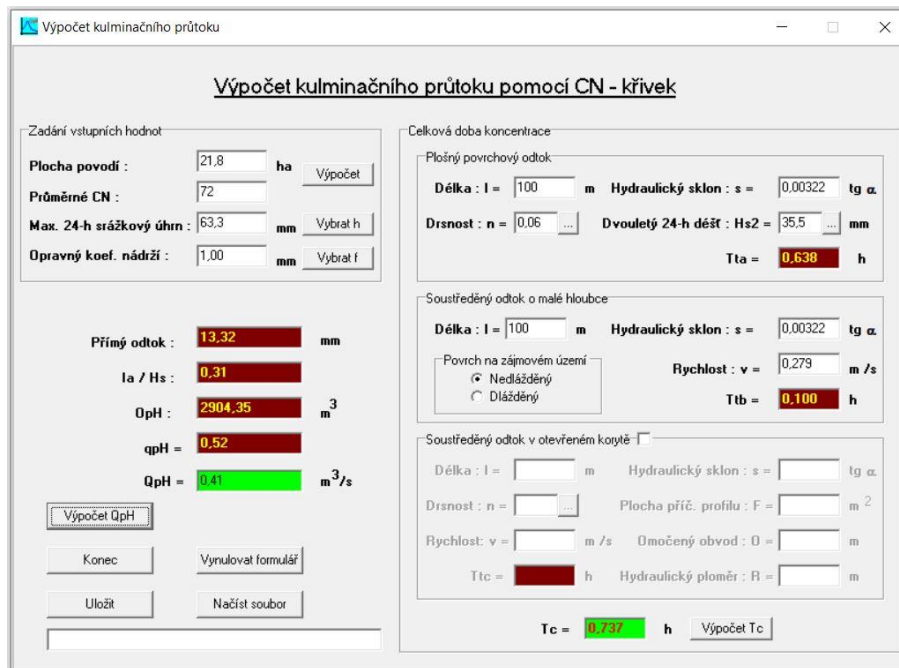 Výpočet kulminačního průtoku
Výpočet kulminačního průtoku pomocí CN - křivek
Zadání vstupních hodnot
Plocha povodí : 21,8 ha Výpočet
Průměrné CN : 72
Max. 24-h srážkový úhrn : 63,3 mm Vybrat h
Opravný koef. nádrží : 1,00 mm Vybrat f
Přímý odtok : 13,32 mm
Ia / Hs : 0,31
OpH : 2904,35 m3
qpH = 0,52
QpH = 0,41 m3/s
Výpočet QpH
Konec Vynulovat formulář
Uložit Načíst soubor
Celková doba koncentrace
Plošný povrchový odtok
Délka : l = 100 m Hydraulický sklon : s = 0,00322 tg α
Drsnost : n = 0,06 ... Dvouletý 24-h déšť : Hs2 = 35,5 ... mm
Tta = 0,638 h
Soustředěný odtok o malé hloubce
Délka : l = 100 m Hydraulický sklon : s = 0,00322 tg α
Povrch na zájmovém území
Nedlážděný
Dlážděný
Rychlost : v = 0,279 m /s
Ttb = 0,100 h
Soustředěný odtok v otevřeném korytě
Délka : l = m Hydraulický sklon : s = tg α
Drsnost : n = ... Plocha příč. profilu : F = m 2
Rychlost: v = m /s Omočený obvod : O = m
Ttc = h Hydraulický ploměr : R = m
Tc = 0,737 h Výpočet Tc